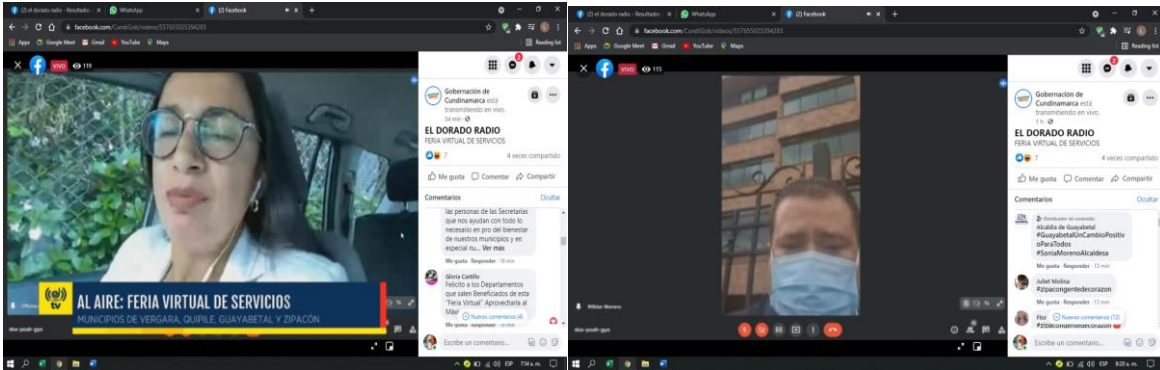 (2) el dorado radio - Resultados
WhatsApp
(2) Facebook
facebook.com/CundiGob/videos/557655025394283
Apps
Google Meet
Gmail
YouTube
Maps
Reading list
VIVO
119
Gobernación de
Cundinamarca está
transmitiendo en vivo.
54 min
EL DORADO RADIO
FERIA VIRTUAL DE SERVICIOS
7
4 veces compartido
Me gusta
Comentar
Compartir
Comentarios
Ocultar
las personas de las Secretarías
que nos ayudan con todo lo
necesario en pro del bienestar
de nuestros municipios y en
especial nu... Ver más
Me gusta · Responder · 16 min
Gloria Castillo
Felicito a los Departamentos
que salen Beneficiados de esta
"Feria Virtual" Aprovecharla al
Nuevos comentarios (4)
Escribe un comentario...
tv
AL AIRE: FERIA VIRTUAL DE SERVICIOS
MUNICIPIOS DE VERGARA, QUIPILE, GUAYABETAL Y ZIPACÓN
ESP
7:54 a. m.
(2) el dorado radio - Resultados
WhatsApp
(2) Facebook
facebook.com/CundiGob/videos/557655025394283
Apps
Google Meet
Gmail
YouTube
Maps
Reading list
VIVO
115
Gobernación de
Cundinamarca está
transmitiendo en vivo.
1 h
EL DORADO RADIO
FERIA VIRTUAL DE SERVICIOS
7
4 veces compartido
Me gusta
Comentar
Compartir
Comentarios
Ocultar
Distribuidor de contenido
Alcaldía de Guayabetal
#GuayabetalUnCambioPositiv
oParaTodos
#SoniaMorenoAlcaldesa
Me gusta · Responder · 13 min
Juliet Molina
#zipacongentedecorazon
Me gusta · Responder · 13 min
Flor
Nuevos comentarios (72)
#zipacongentedecorazon
Escribe un comentario...
ESP
8:29 a. m.